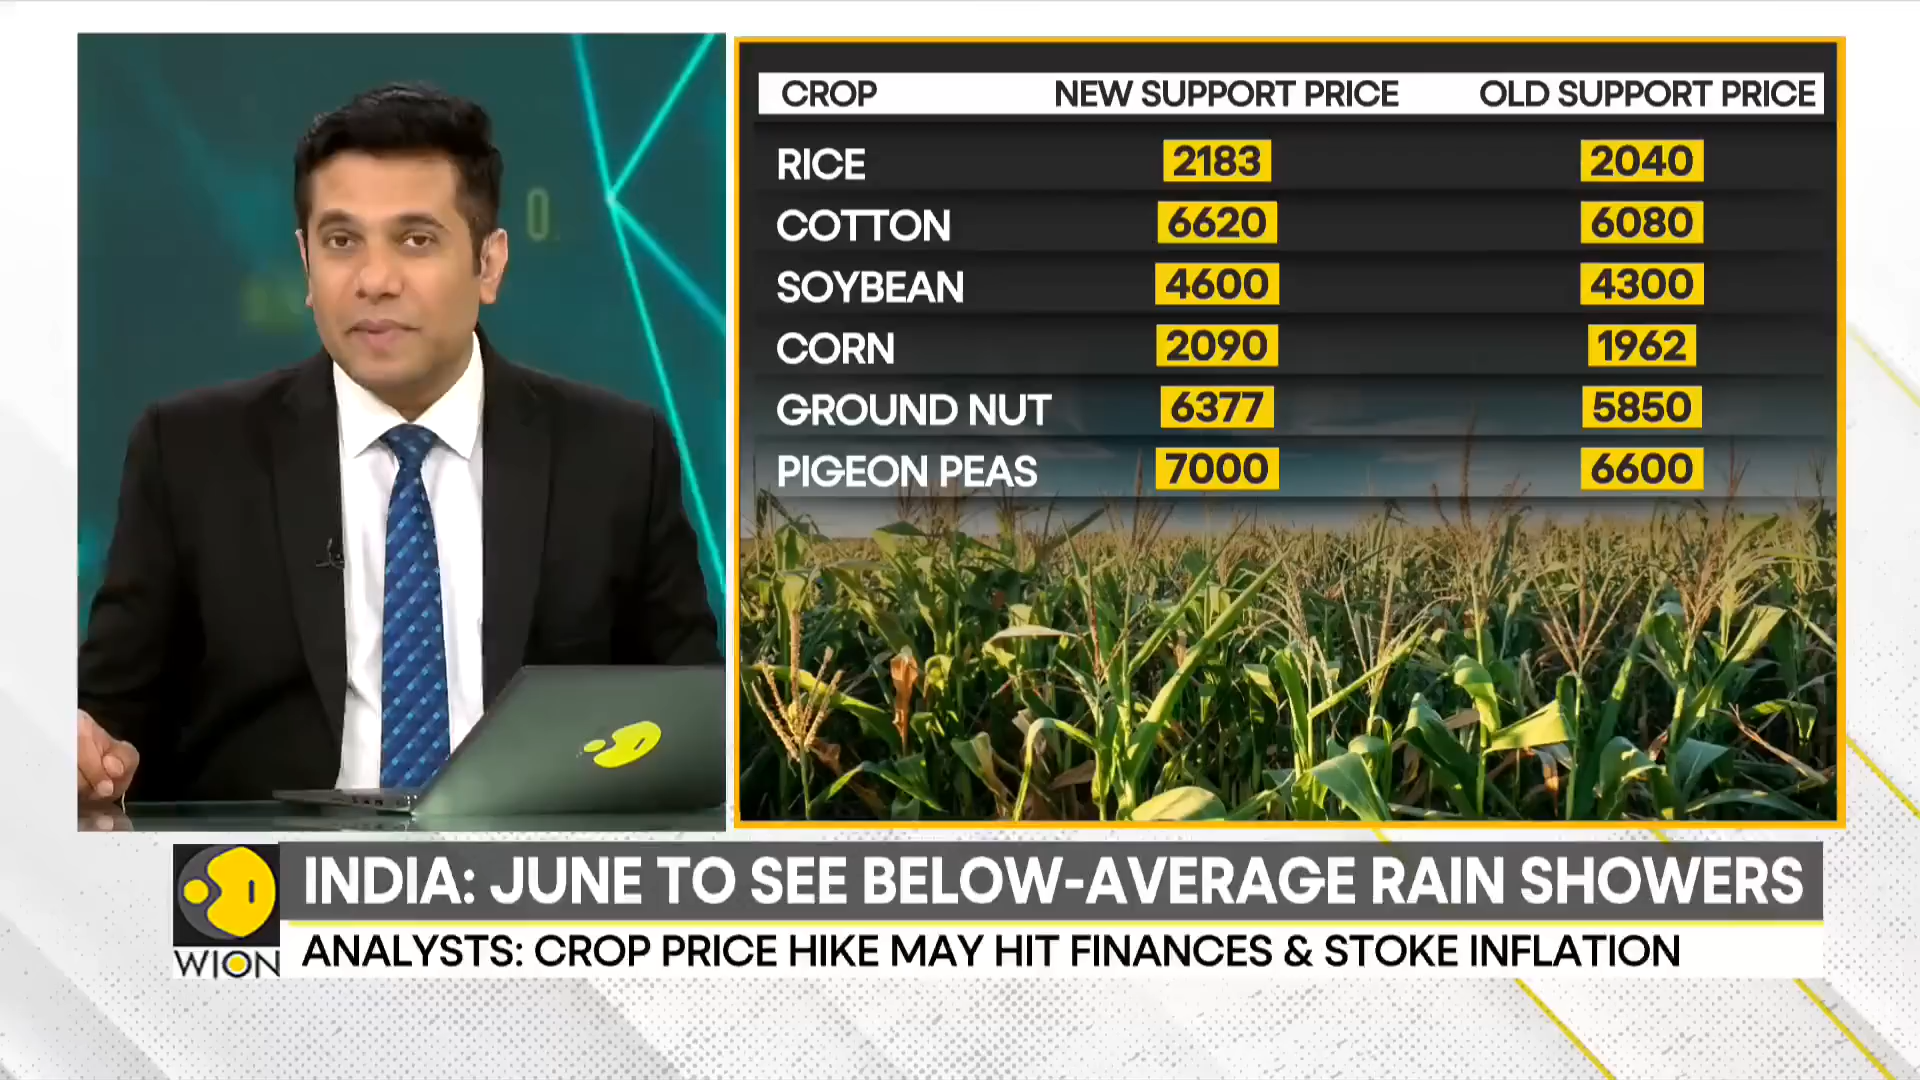 CROP NEW SUPPORT PRICE OLD SUPPORT PRICE
RICE 2183 2040
COTTON 6620 6080
SOYBEAN 4600 4300
CORN 2090 1962
GROUND NUT 6377 5850
PIGEON PEAS 7000 6600
INDIA: JUNE TO SEE BELOW-AVERAGE RAIN SHOWERS
ANALYSTS: CROP PRICE HIKE MAY HIT FINANCES & STOKE INFLATION
WION